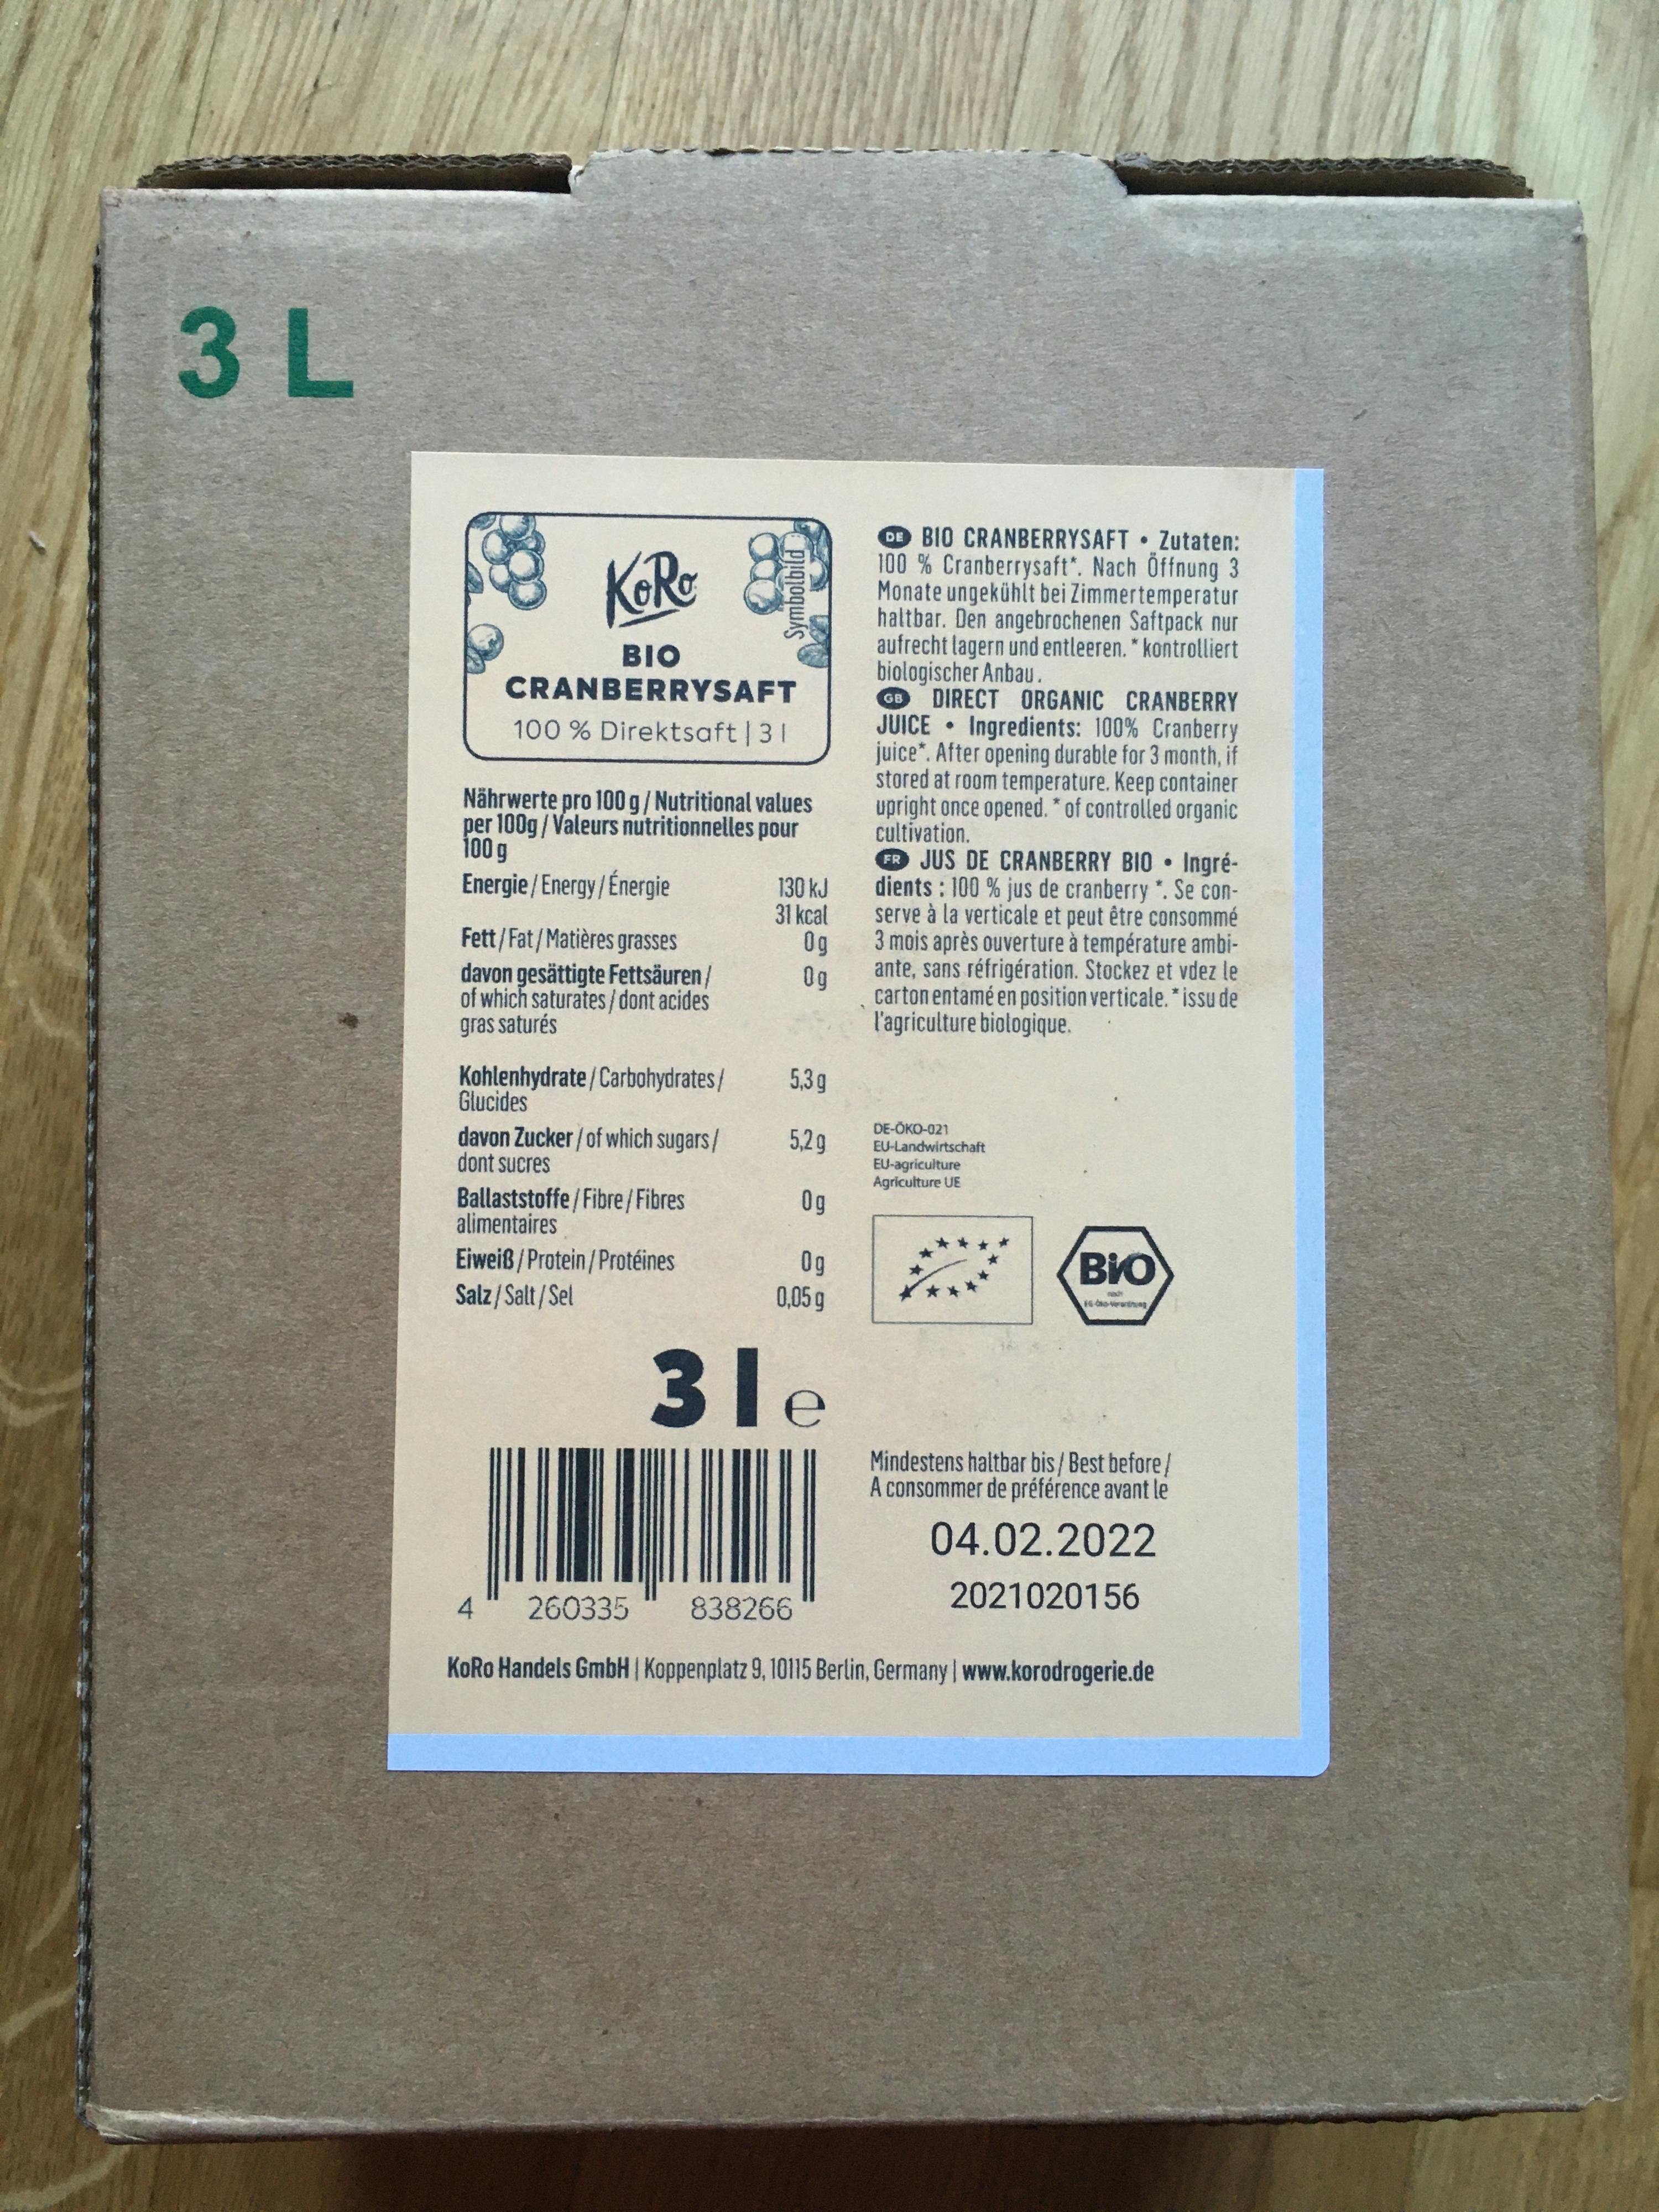 3 L
KoRo
Symbolbild
BIO
CRANBERRYSAFT
100 % Direktsaft | 3 l
Nährwerte pro 100 g / Nutritional values
per 100g / Valeurs nutritionnelles pour
100 g
Energie / Energy / Énergie 130 kJ
31 kcal
Fett / Fat / Matières grasses 0 g
davon gesättigte Fettsäuren / 0 g
of which saturates / dont acides
gras saturés
Kohlenhydrate / Carbohydrates / 5,3 g
Glucides
davon Zucker / of which sugars / 5,2 g
dont sucres
Ballaststoffe / Fibre / Fibres 0 g
alimentaires
Eiweiß / Protein / Protéines 0 g
Salz / Salt / Sel 0,05 g
3 l e
4 260335 838266
DE BIO CRANBERRYSAFT • Zutaten:
100 % Cranberrysaft*. Nach Öffnung 3
Monate ungekühlt bei Zimmertemperatur
haltbar. Den angebrochenen Saftpack nur
aufrecht lagern und entleeren. * kontrolliert
biologischer Anbau.
GB DIRECT ORGANIC CRANBERRY
JUICE • Ingredients: 100% Cranberry
juice*. After opening durable for 3 month, if
stored at room temperature. Keep container
upright once opened. * of controlled organic
cultivation.
FR JUS DE CRANBERRY BIO • Ingré-
dients : 100 % jus de cranberry *. Se con-
serve à la verticale et peut être consommé
3 mois après ouverture à température ambi-
ante, sans réfrigération. Stockez et vdez le
carton entamé en position verticale. * issu de
l'agriculture biologique.
DE-ÖKO-021
EU-Landwirtschaft
EU-agriculture
Agriculture UE
BIO
nach
EG-Öko-Verordnung
Mindestens haltbar bis / Best before /
A consommer de préférence avant le
04.02.2022
2021020156
KoRo Handels GmbH | Koppenplatz 9, 10115 Berlin, Germany | www.korodrogerie.de